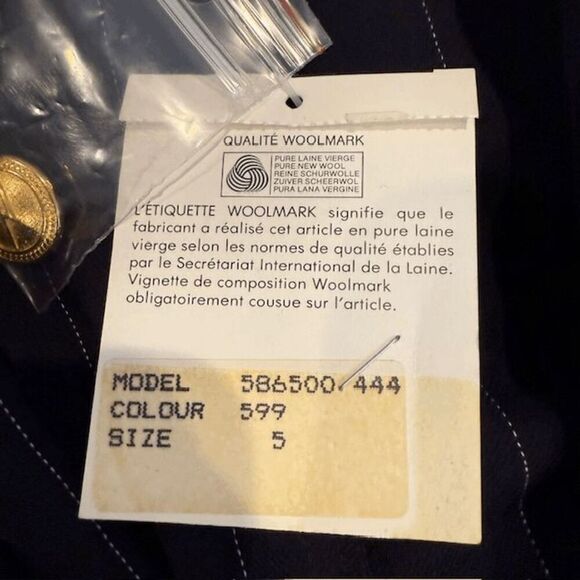 QUALITÉ WOOLMARK
PURE LAINE VIERGE
PURE NEW WOOL
REINE SCHURWOLLE
ZUIVER SCHEERWOL
PURA LANA VERGINE
L'ÉTIQUETTE WOOLMARK signifie que le
fabricant a réalisé cet article en pure laine
vierge selon les normes de qualité établies
par le Secrétariat International de la Laine.
Vignette de composition Woolmark
obligatoirement cousue sur l'article.
MODEL 586500.444
COLOUR 599
SIZE 5